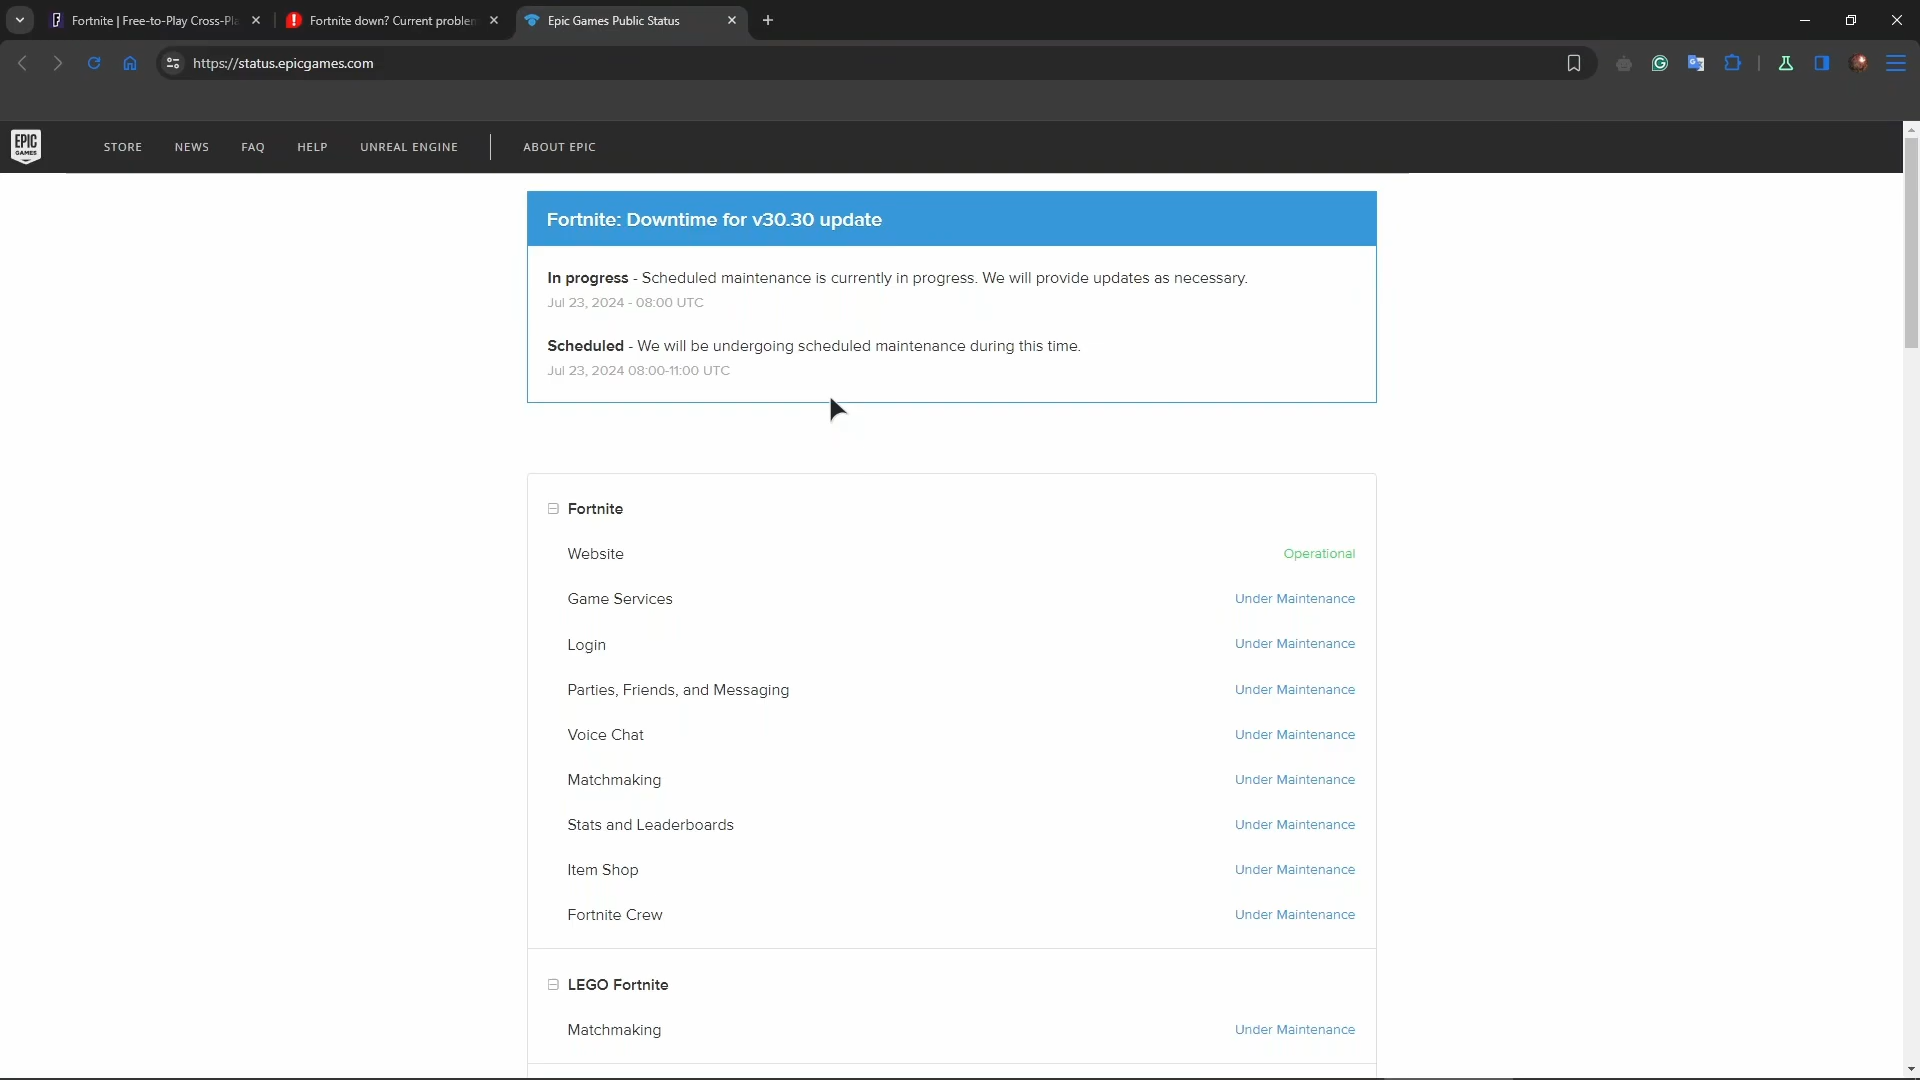 Fortnite | Free-to-Play Cross-Pla
Fortnite down? Current problem
Epic Games Public Status
https://status.epicgames.com
EPIC
GAMES
STORE
NEWS
FAQ
HELP
UNREAL ENGINE
ABOUT EPIC
Fortnite: Downtime for v30.30 update
In progress - Scheduled maintenance is currently in progress. We will provide updates as necessary.
Jul 23, 2024 - 08:00 UTC
Scheduled - We will be undergoing scheduled maintenance during this time.
Jul 23, 2024 08:00-11:00 UTC
Fortnite
Website Operational
Game Services Under Maintenance
Login Under Maintenance
Parties, Friends, and Messaging Under Maintenance
Voice Chat Under Maintenance
Matchmaking Under Maintenance
Stats and Leaderboards Under Maintenance
Item Shop Under Maintenance
Fortnite Crew Under Maintenance
LEGO Fortnite
Matchmaking Under Maintenance